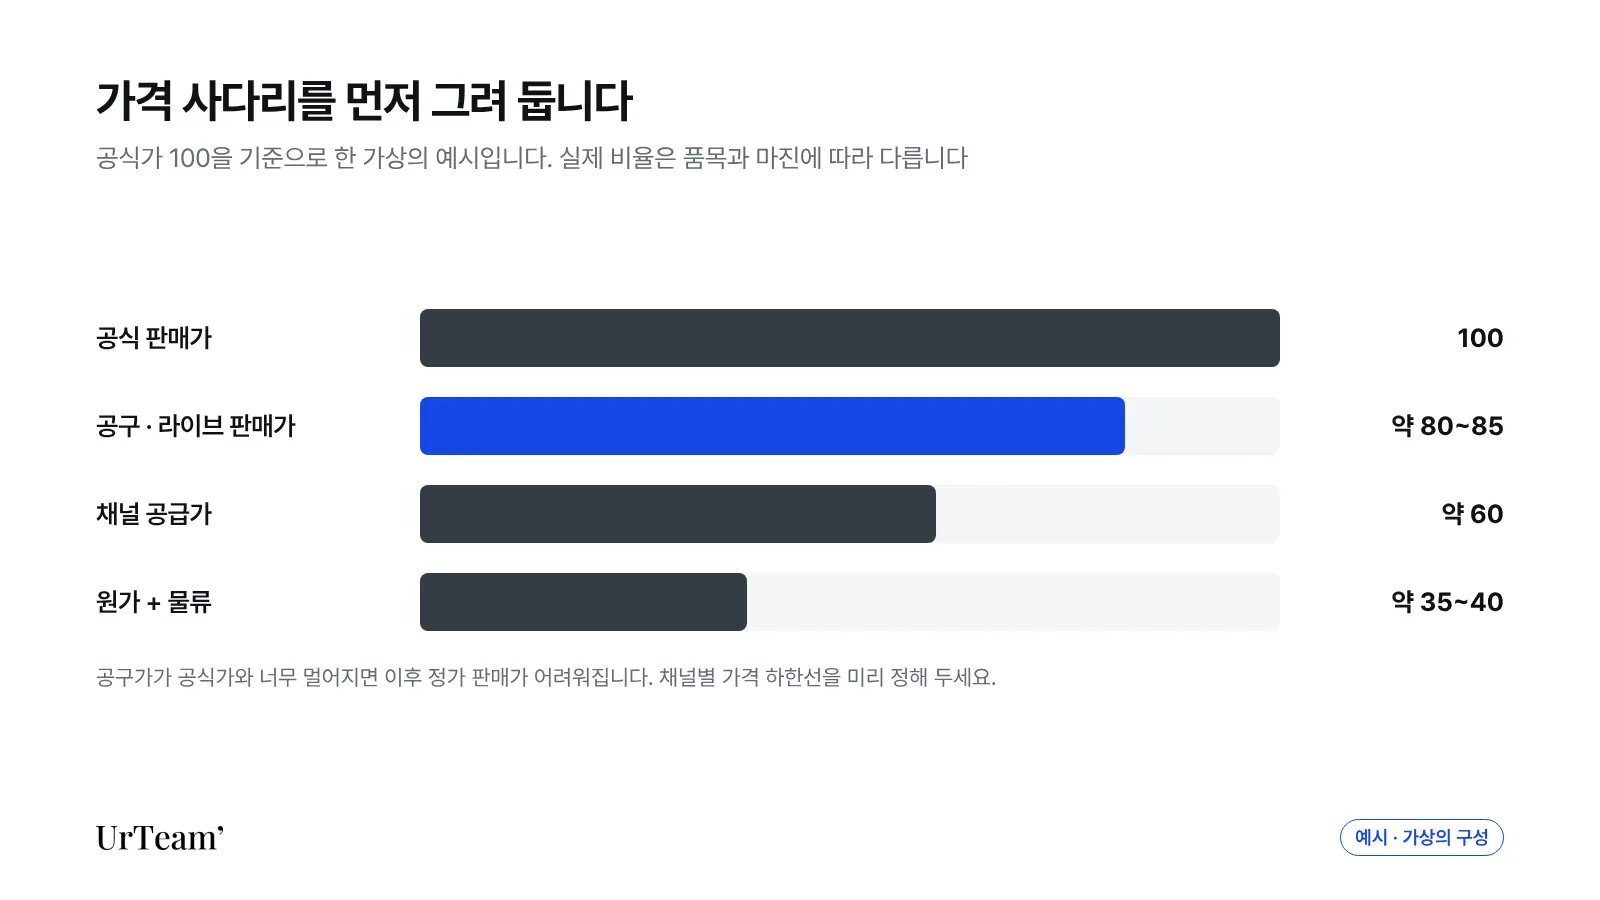 가격 사다리를 먼저 그려 둡니다
공식가 100을 기준으로 한 가상의 예시입니다. 실제 비율은 품목과 마진에 따라 다릅니다
공식 판매가 100
공구 · 라이브 판매가 약 80~85
채널 공급가 약 60
원가 + 물류 약 35~40
공구가가 공식가와 너무 멀어지면 이후 정가 판매가 어려워집니다. 채널별 가격 하한선을 미리 정해 두세요.
UrTeam’
예시 · 가상의 구성